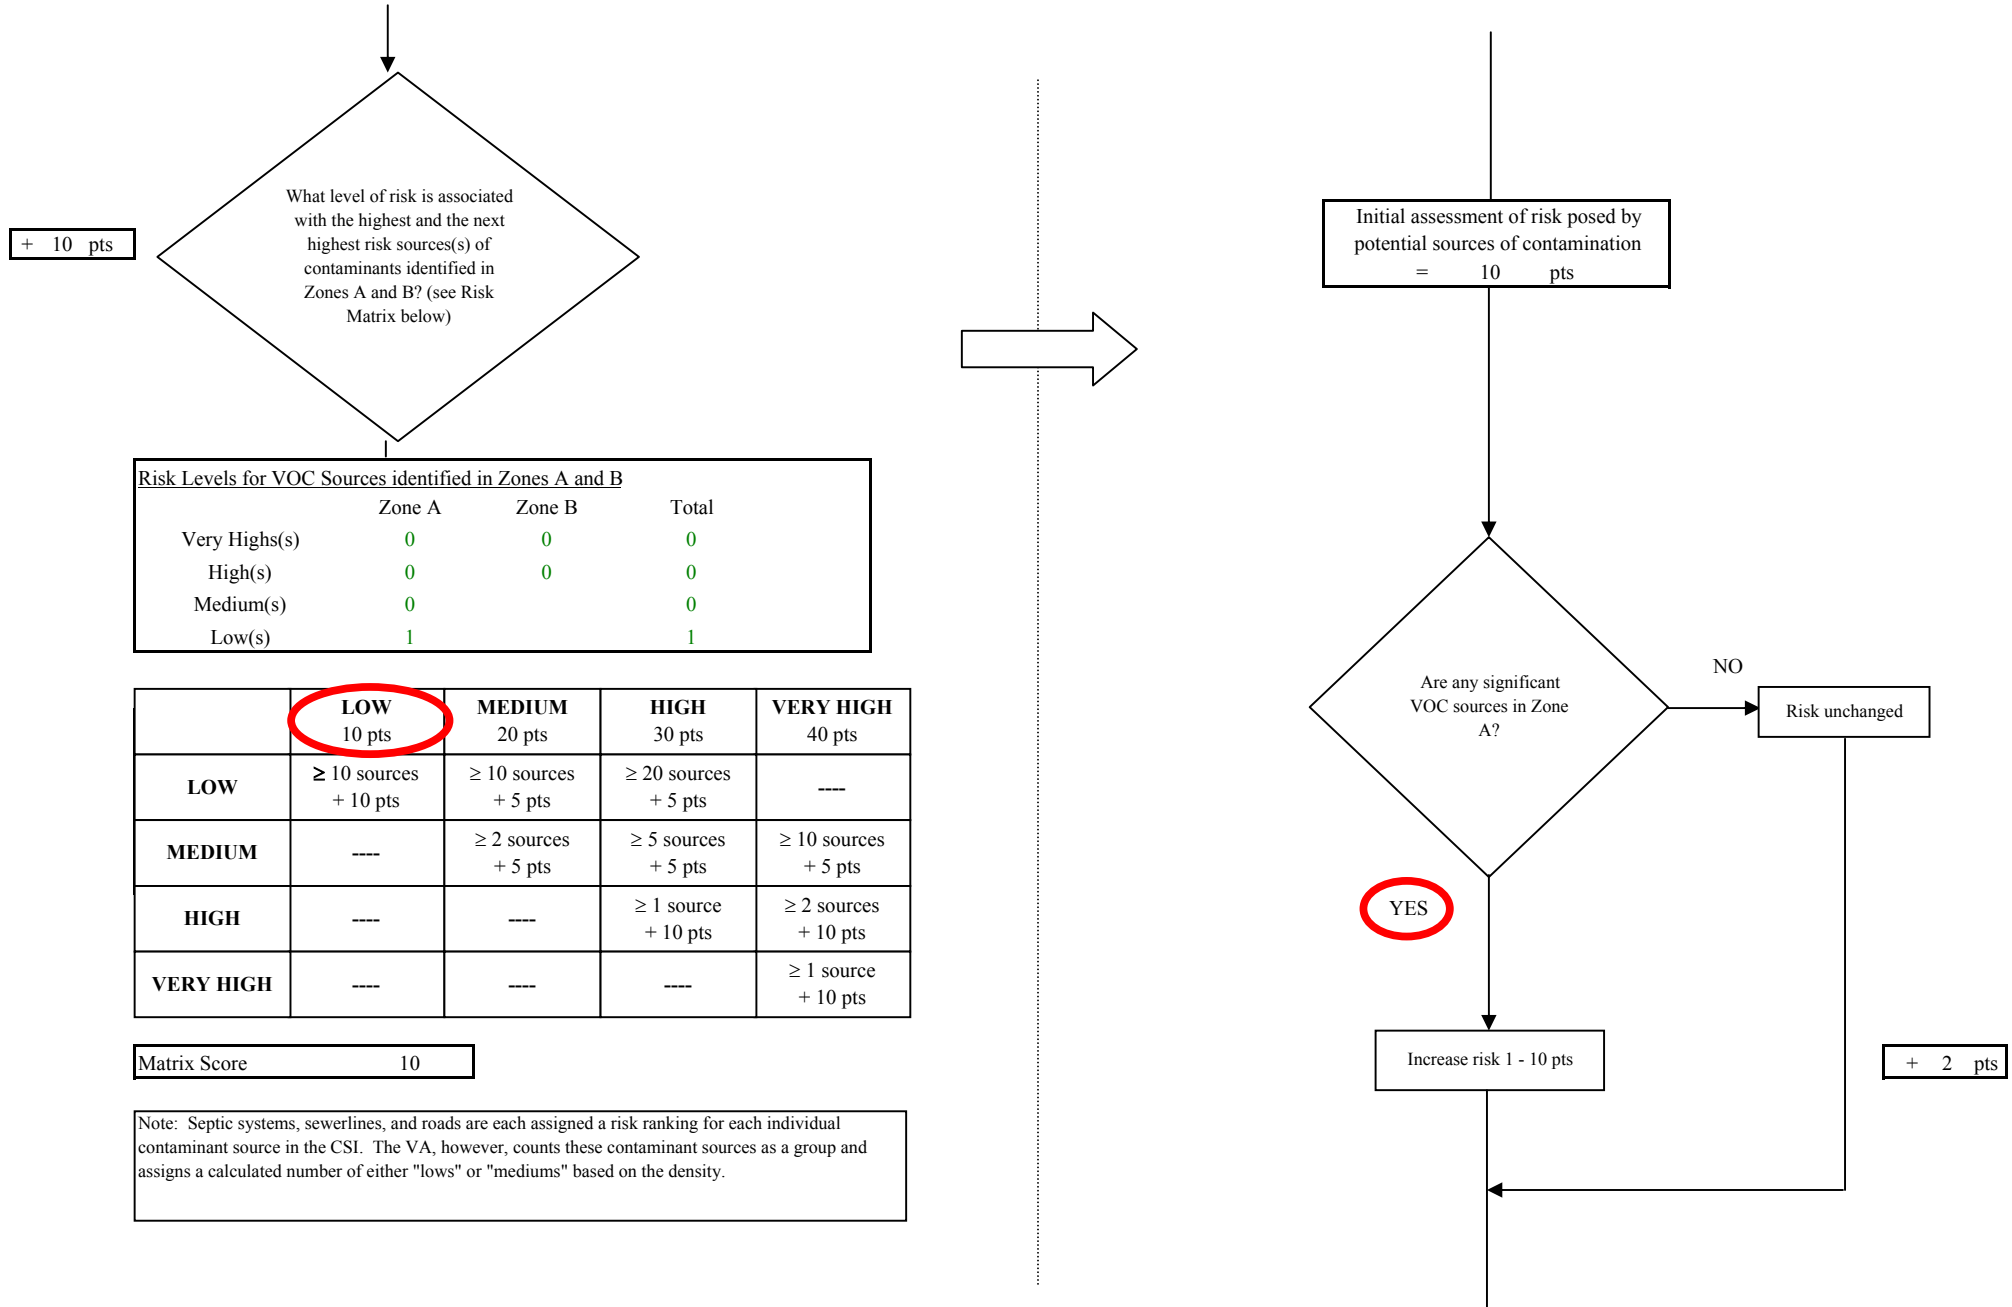 What level of risk is associated
with the highest and the next
highest risk sources(s) of
contaminants identified in
Zones A and B? (see Risk
Matrix below)
+ 10 pts
Risk Levels for VOC Sources identified in Zones A and B
Zone A Zone B Total
Very Highs(s) 0 0 0
High(s) 0 0 0
Medium(s) 0 0
Low(s) 1 1
LOW MEDIUM HIGH VERY HIGH
10 pts 20 pts 30 pts 40 pts
LOW ≥ 10 sources ≥ 10 sources ≥ 20 sources ----
+ 10 pts + 5 pts + 5 pts
MEDIUM ---- ≥ 2 sources ≥ 5 sources ≥ 10 sources
+ 5 pts + 5 pts + 5 pts
HIGH ---- ---- ≥ 1 source ≥ 2 sources
+ 10 pts + 10 pts
VERY HIGH ---- ---- ---- ≥ 1 source
+ 10 pts
Matrix Score 10
Note: Septic systems, sewerlines, and roads are each assigned a risk ranking for each individual
contaminant source in the CSI. The VA, however, counts these contaminant sources as a group and
assigns a calculated number of either "lows" or "mediums" based on the density.
Initial assessment of risk posed by
potential sources of contamination
= 10 pts
Are any significant
VOC sources in Zone
A?
NO
Risk unchanged
YES
Increase risk 1 - 10 pts
+ 2 pts